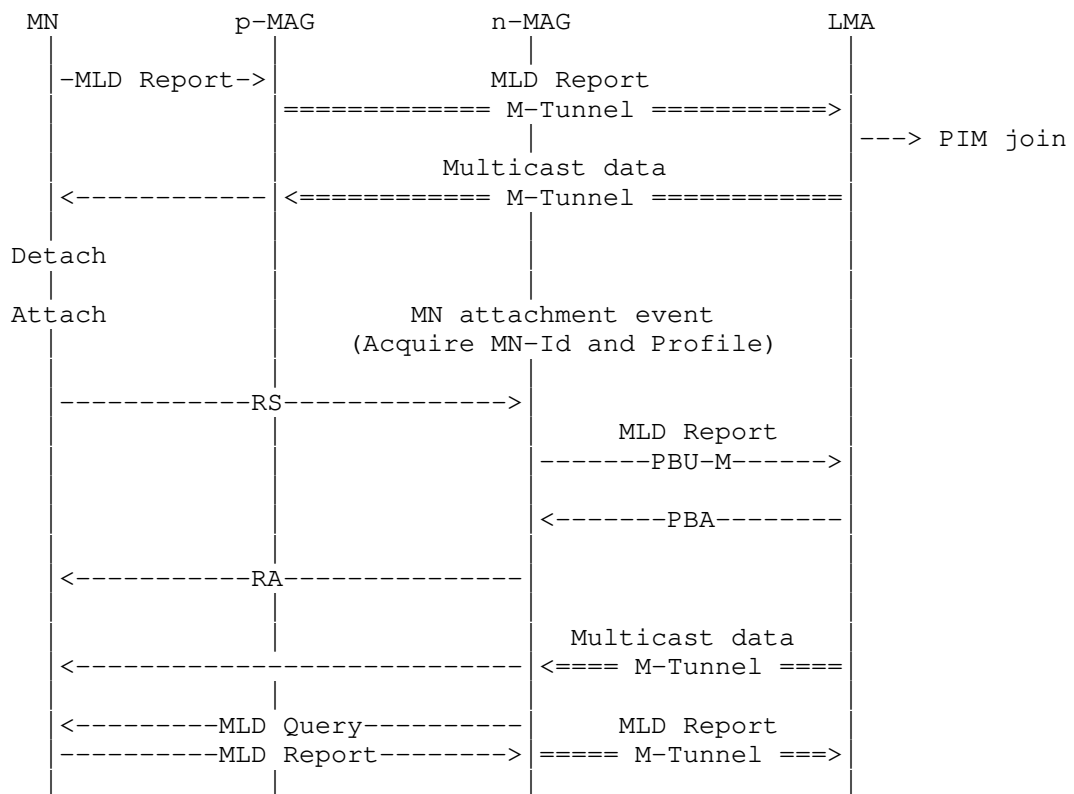 MN p-MAG n-MAG LMA
|-MLD Report->| MLD Report
|============= M-Tunnel ===========>|
|---> PIM join
Multicast data
|<------------|<============ M-Tunnel ============|
Detach
Attach MN attachment event
(Acquire MN-Id and Profile)
|------------RS-------------->|
MLD Report
|-------PBU-M------>|
|<-------PBA--------|
|<-----------RA---------------|
Multicast data
|<----------------------------|<==== M-Tunnel ====|
|<---------MLD Query----------| MLD Report
|----------MLD Report-------->|===== M-Tunnel ===>|